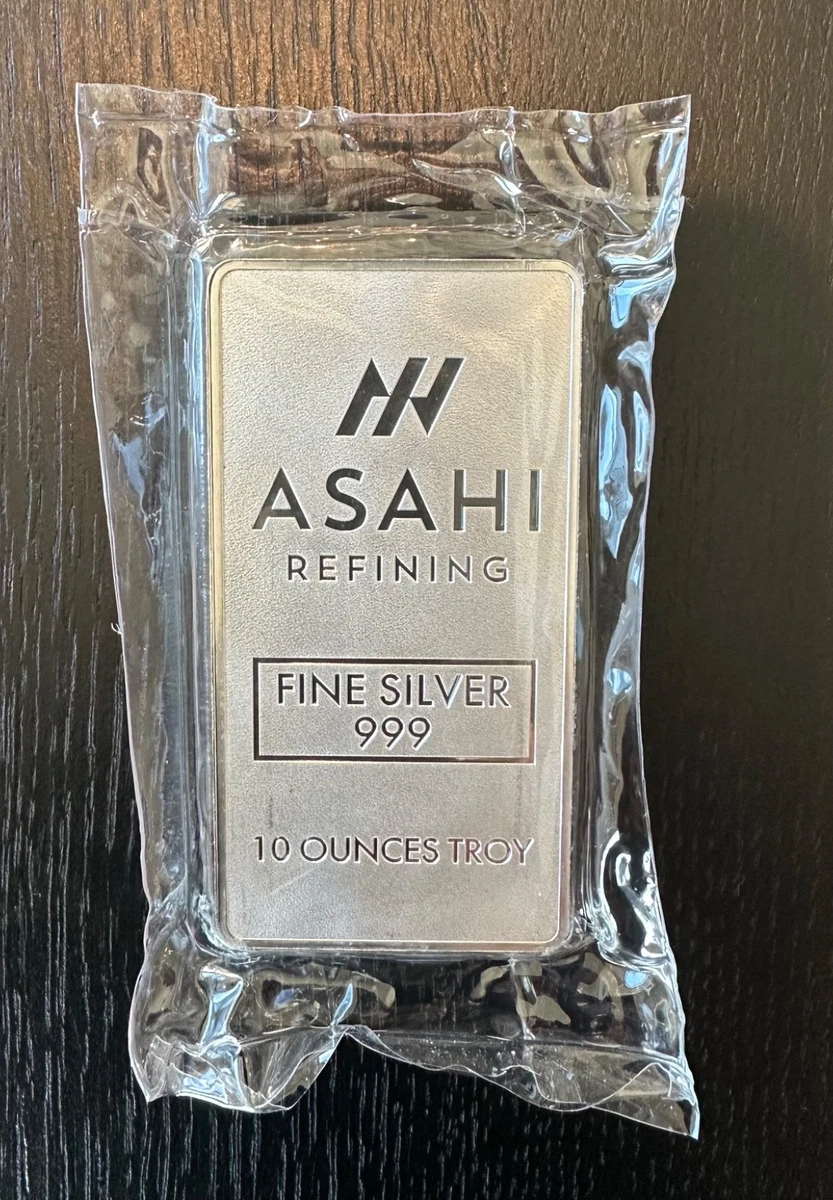 ASAHI
REFINING
FINE SILVER
999
10 OUNCES TROY